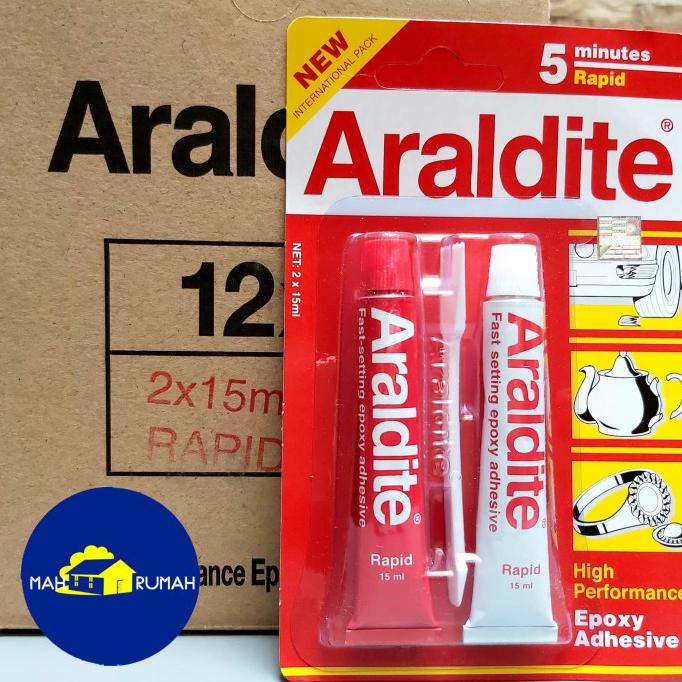 NEW
INTERNATIONAL PACK
5 minutes
Rapid
Araldite®
NET: 2 x 15ml
Araldite®
Fast-setting epoxy adhesive
Rapid
15 ml
Araldite
Araldite®
Fast setting epoxy adhesive
Rapid
15 ml
High
Performance
Epoxy
Adhesive
Arald
12x
2x15m
RAPID
ance Ep
MAH RUMAH